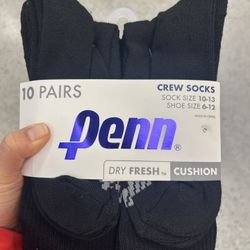 10 PAIRS
CREW SOCKS
SOCK SIZE 10-13
SHOE SIZE 6-12
Penn
DRY FRESH
CUSHION